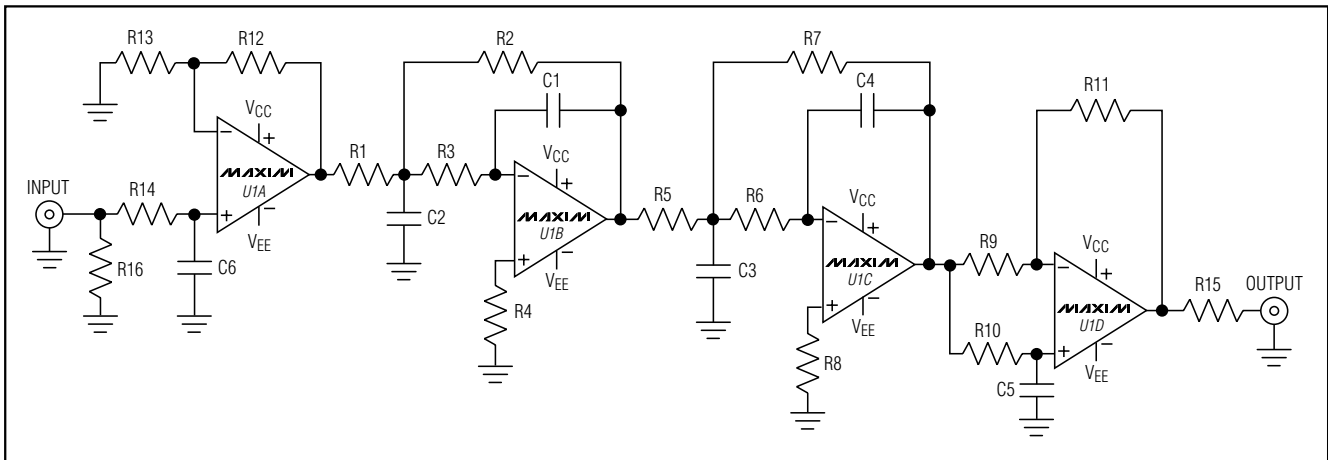 R13
R12
R2
R7
C1
C4
R11
VCC
+
−
MAXIM
U1A
+
−
VEE
INPUT
R14
R16
C6
R1
R3
C2
VCC
+
−
MAXIM
U1B
+
−
VEE
R4
R5
R6
C3
VCC
+
−
MAXIM
U1C
+
−
VEE
R8
R9
R10
C5
VCC
+
−
MAXIM
U1D
+
−
VEE
R15
OUTPUT